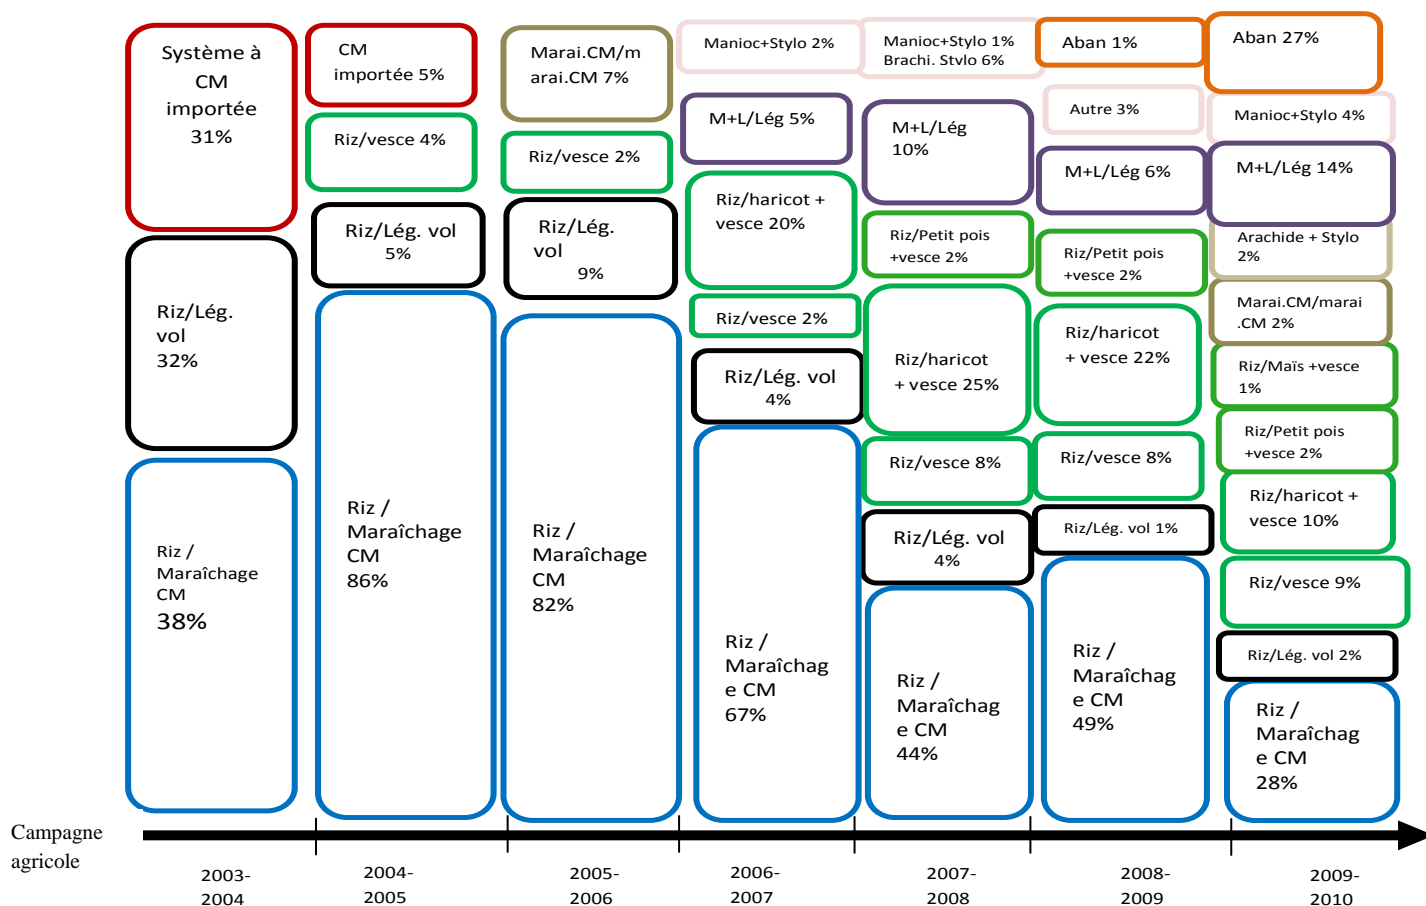 Système à
CM
importée
31%
Riz/Lég.
vol
32%
Riz /
Maraîchage
CM
38%
CM
importée 5%
Riz/vesce 4%
Riz/Lég. vol
5%
Riz /
Maraîchage
CM
86%
Marai.CM/m
arai.CM 7%
Riz/vesce 2%
Riz/Lég.
vol
9%
Riz /
Maraîchage
CM
82%
Manioc+Stylo 2%
M+L/Lég 5%
Riz/haricot +
vesce 20%
Riz/vesce 2%
Riz/Lég. vol
4%
Riz /
Maraîchag
e CM
67%
Manioc+Stylo 1%
Brachi. Stvlo 6%
M+L/Lég
10%
Riz/Petit pois
+vesce 2%
Riz/haricot
+ vesce 25%
Riz/vesce 8%
Riz/Lég. vol
4%
Riz /
Maraîchag
e CM
44%
Aban 1%
Autre 3%
M+L/Lég 6%
Riz/Petit pois
+vesce 2%
Riz/haricot
+ vesce 22%
Riz/vesce 8%
Riz/Lég. vol 1%
Riz /
Maraîchag
e CM
49%
Aban 27%
Manioc+Stylo 4%
M+L/Lég 14%
Arachide + Stylo
2%
Marai.CM/marai
.CM 2%
Riz/Maïs +vesce
1%
Riz/Petit pois
+vesce 2%
Riz/haricot +
vesce 10%
Riz/vesce 9%
Riz/Lég. vol 2%
Riz /
Maraîchag
e CM
28%
Campagne
agricole
2003-
2004
2004-
2005
2005-
2006
2006-
2007
2007-
2008
2008-
2009
2009-
2010